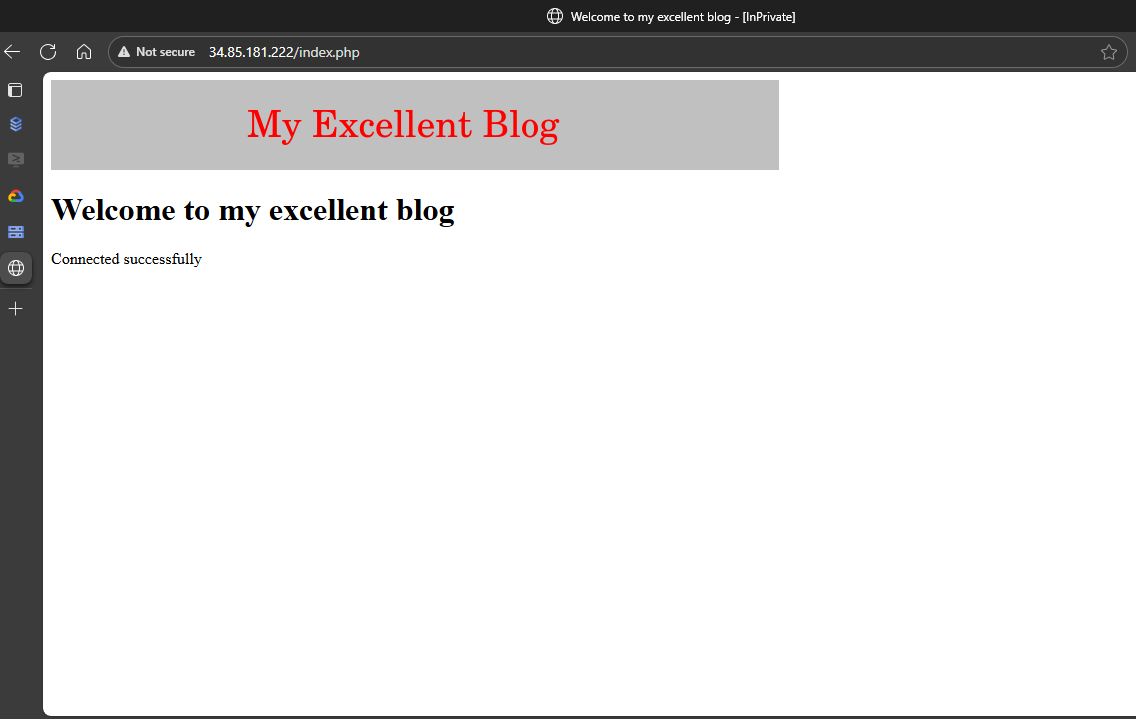 Welcome to my excellent blog - [InPrivate]
Not secure 34.85.181.222/index.php
My Excellent Blog
Welcome to my excellent blog
Connected successfully